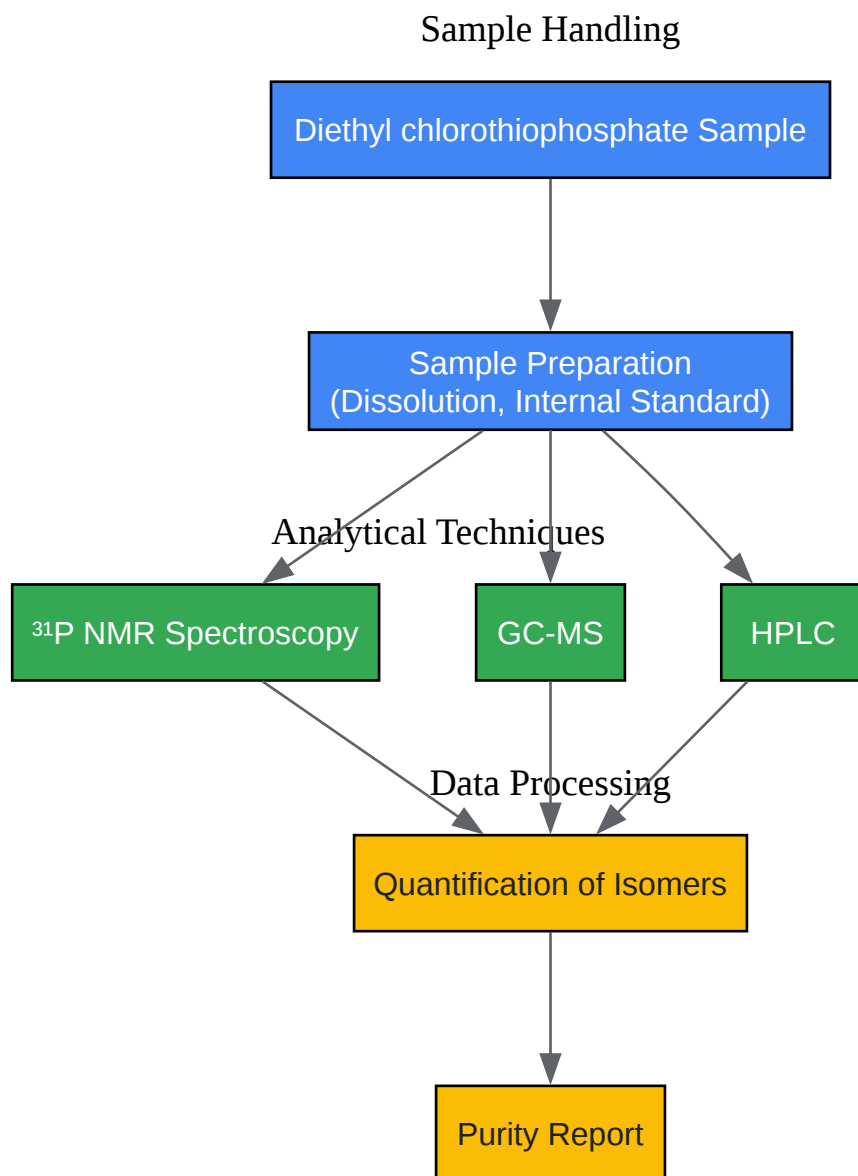 Sample Handling
Diethyl chlorothiophosphate Sample
Sample Preparation
(Dissolution, Internal Standard)
Analytical Techniques
³¹P NMR Spectroscopy
GC-MS
HPLC
Data Processing
Quantification of Isomers
Purity Report